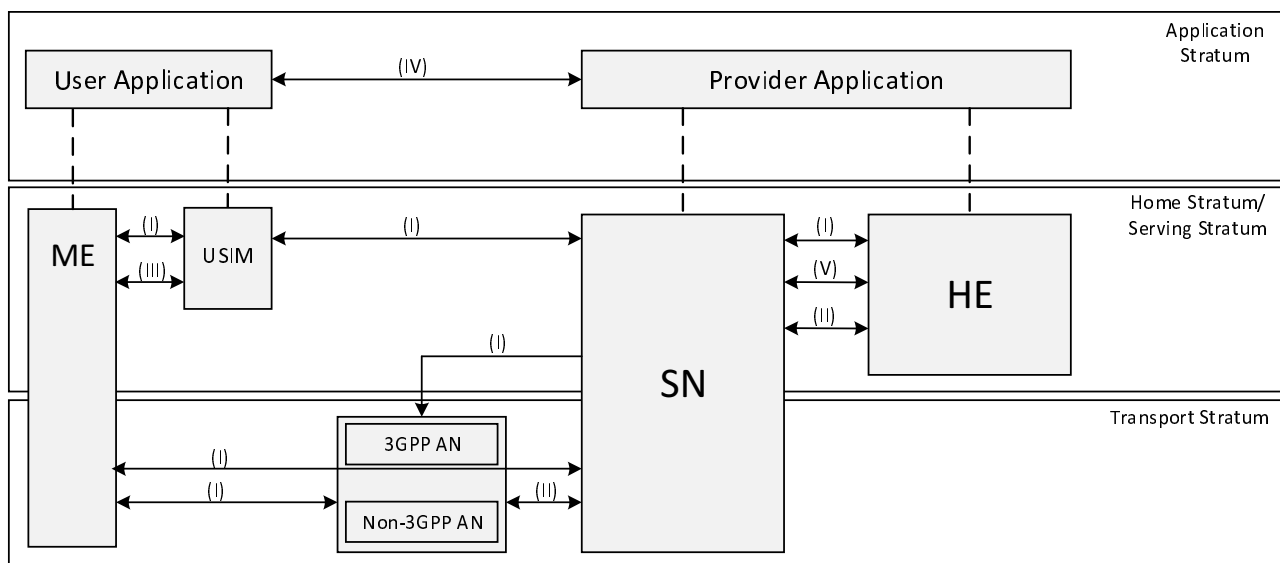 Application
Stratum
User Application
(IV)
Provider Application
Home Stratum/
Serving Stratum
ME
(I)
(III)
USIM
(I)
(I)
(V)
(II)
HE
(I)
SN
Transport Stratum
3GPP AN
(I)
(I)
(II)
Non-3GPP AN